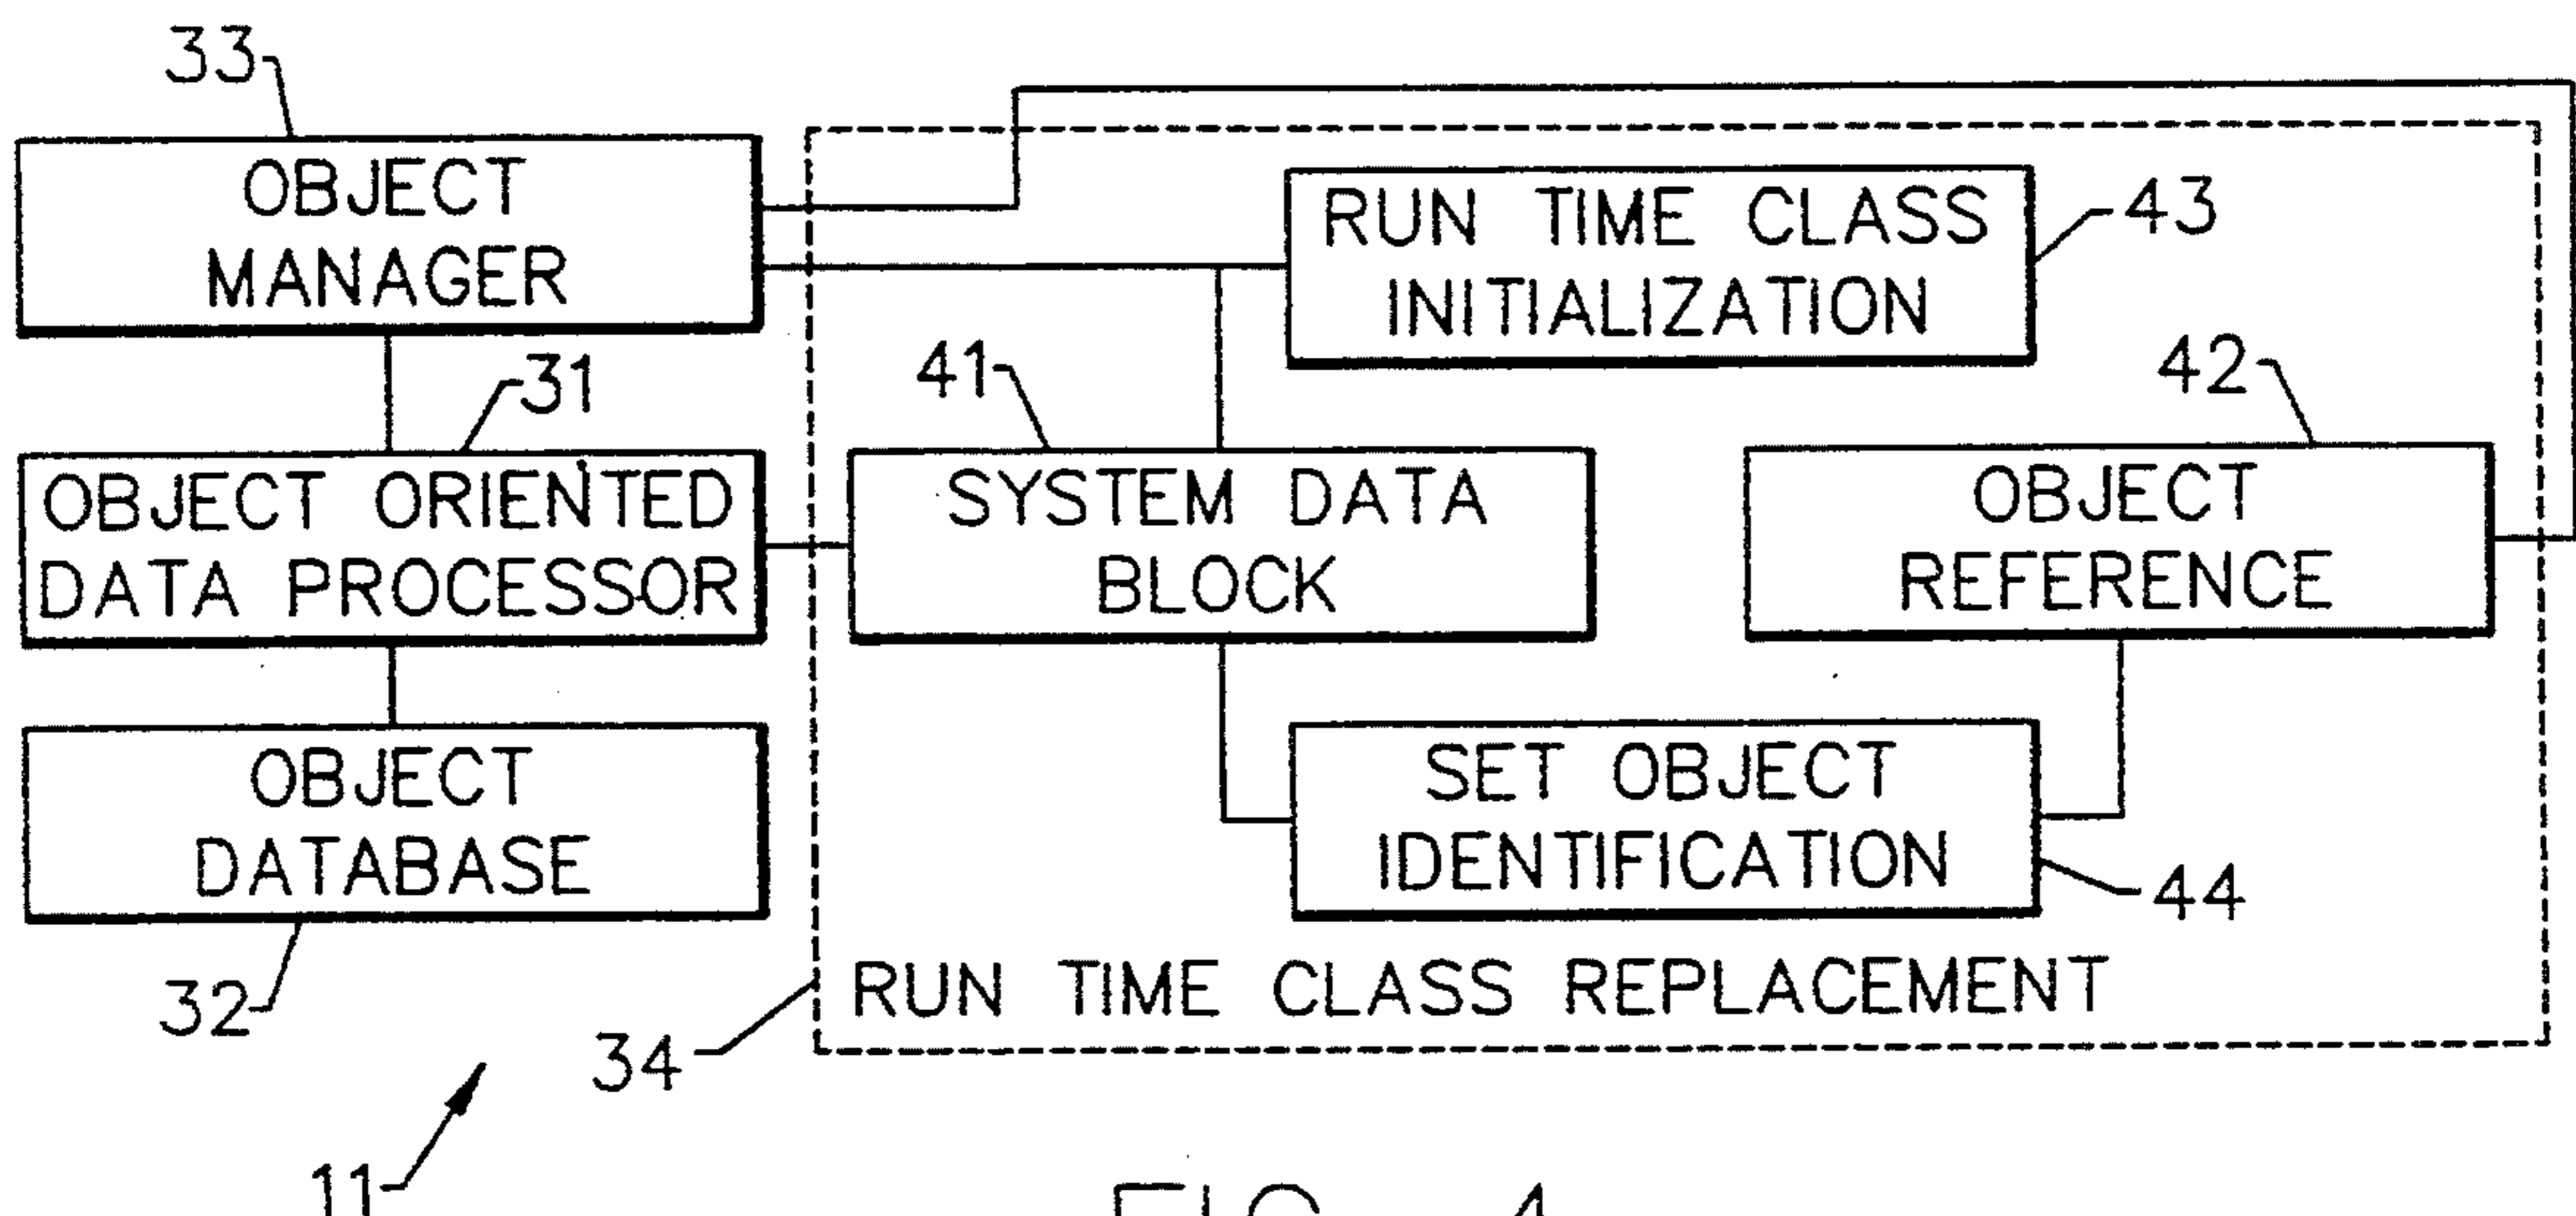 33
OBJECT
MANAGER
RUN TIME CLASS
INITIALIZATION
43
31
41
42
OBJECT ORIENTED
DATA PROCESSOR
SYSTEM DATA
BLOCK
OBJECT
REFERENCE
OBJECT
DATABASE
SET OBJECT
IDENTIFICATION
44
32
34
RUN TIME CLASS REPLACEMENT
11